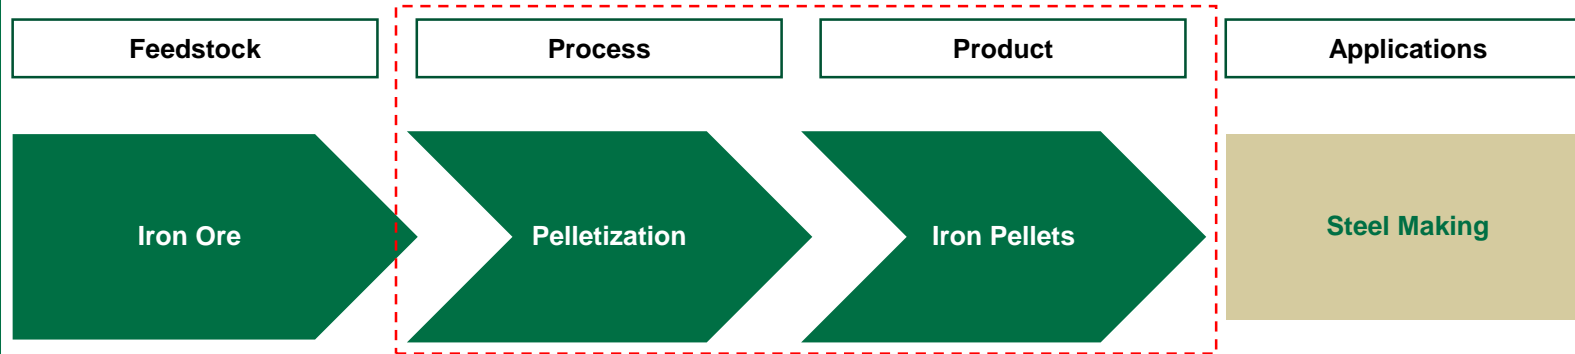 Feedstock
Process
Product
Applications
Iron Ore
Pelletization
Iron Pellets
Steel Making